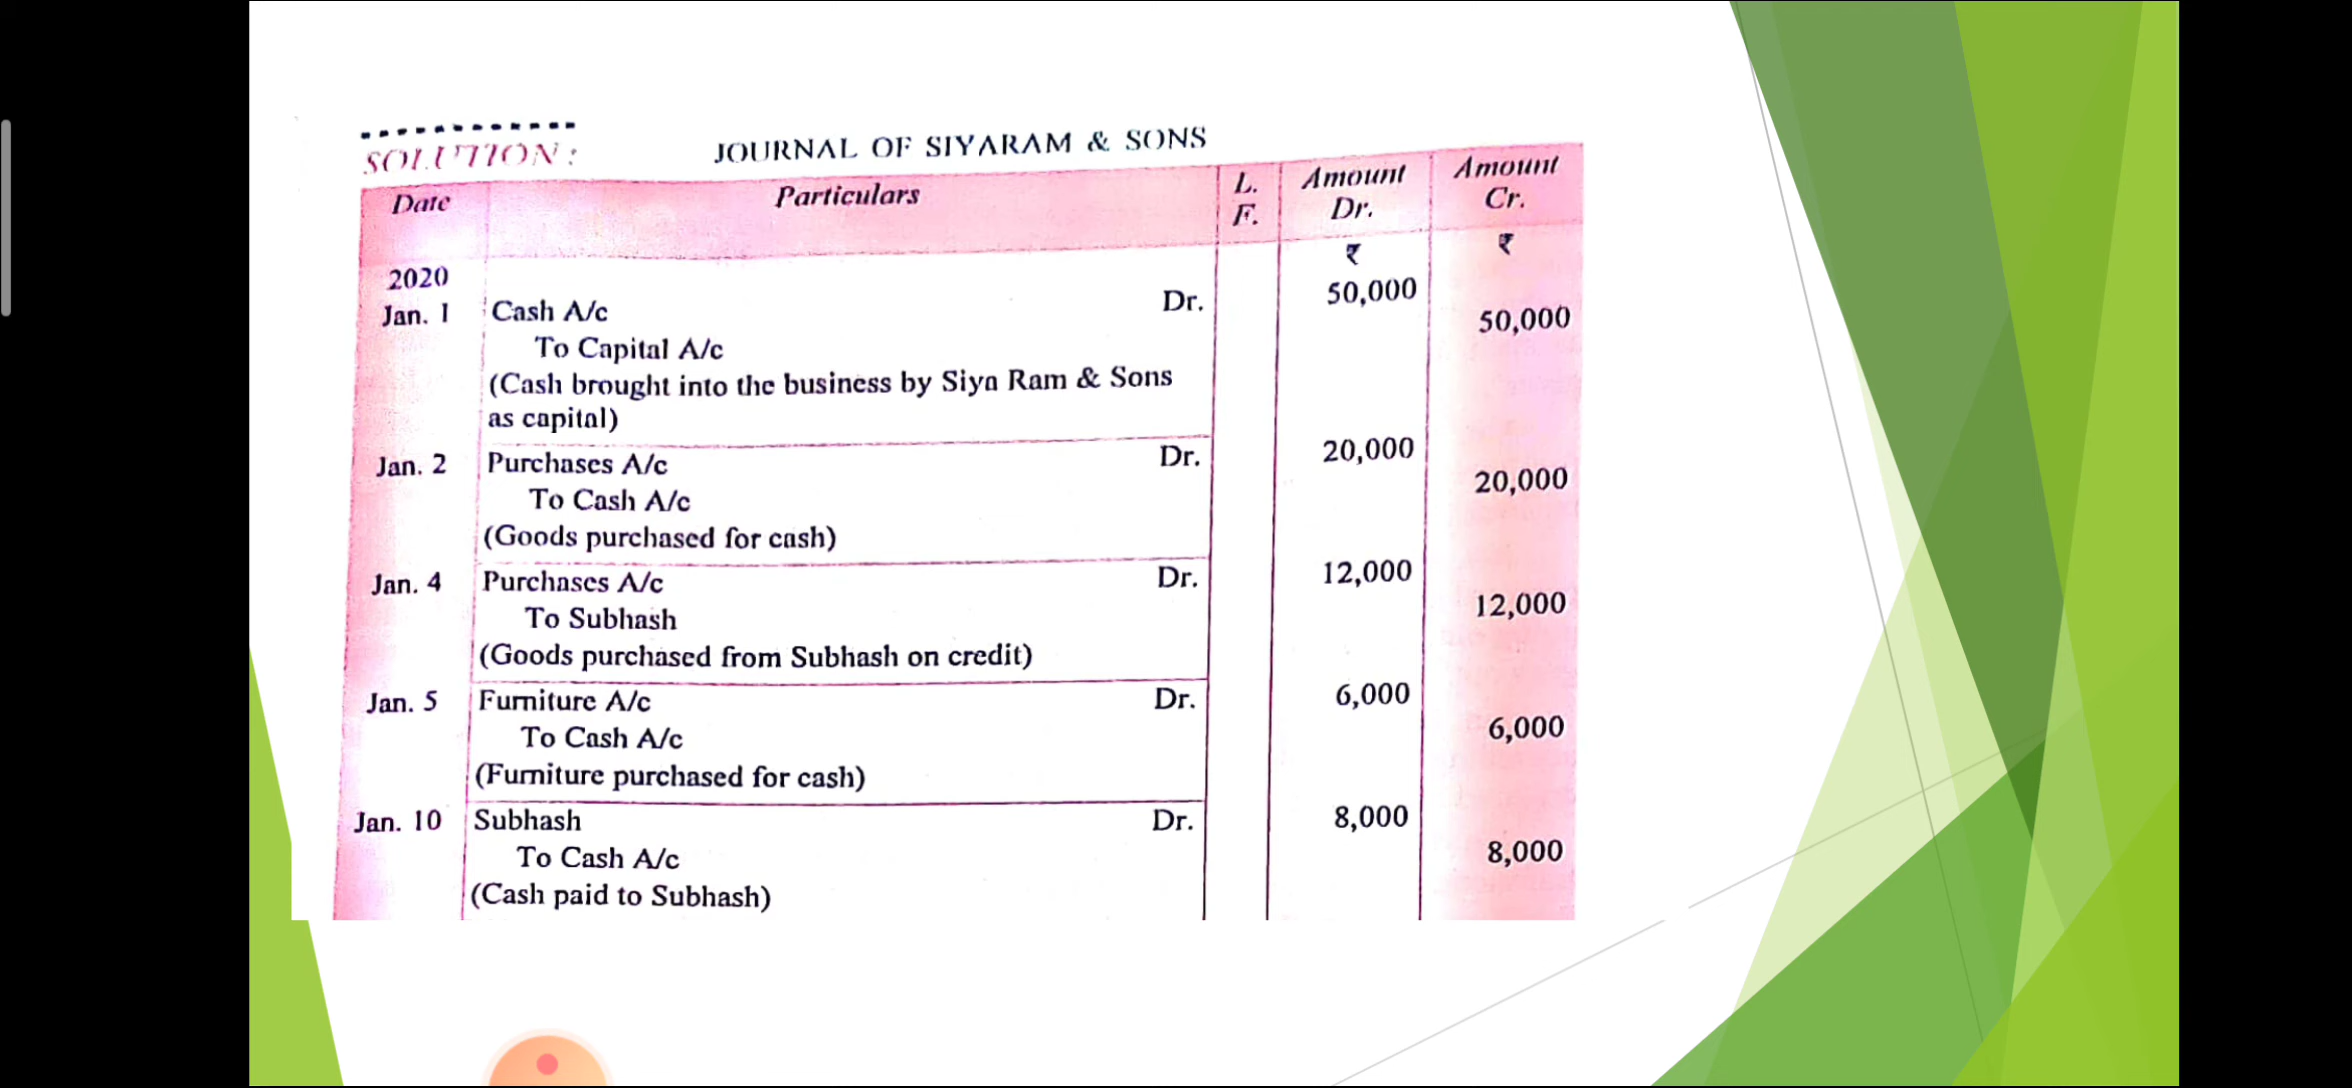 SOLUTION: JOURNAL OF SIYARAM & SONS
Date Particulars L. F. Amount Dr. Amount Cr.
₹ ₹
2020
Jan. 1 Cash A/c Dr. 50,000
To Capital A/c 50,000
(Cash brought into the business by Siya Ram & Sons
as capital)
Jan. 2 Purchases A/c Dr. 20,000
To Cash A/c 20,000
(Goods purchased for cash)
Jan. 4 Purchases A/c Dr. 12,000
To Subhash 12,000
(Goods purchased from Subhash on credit)
Jan. 5 Furniture A/c Dr. 6,000
To Cash A/c 6,000
(Furniture purchased for cash)
Jan. 10 Subhash Dr. 8,000
To Cash A/c 8,000
(Cash paid to Subhash)